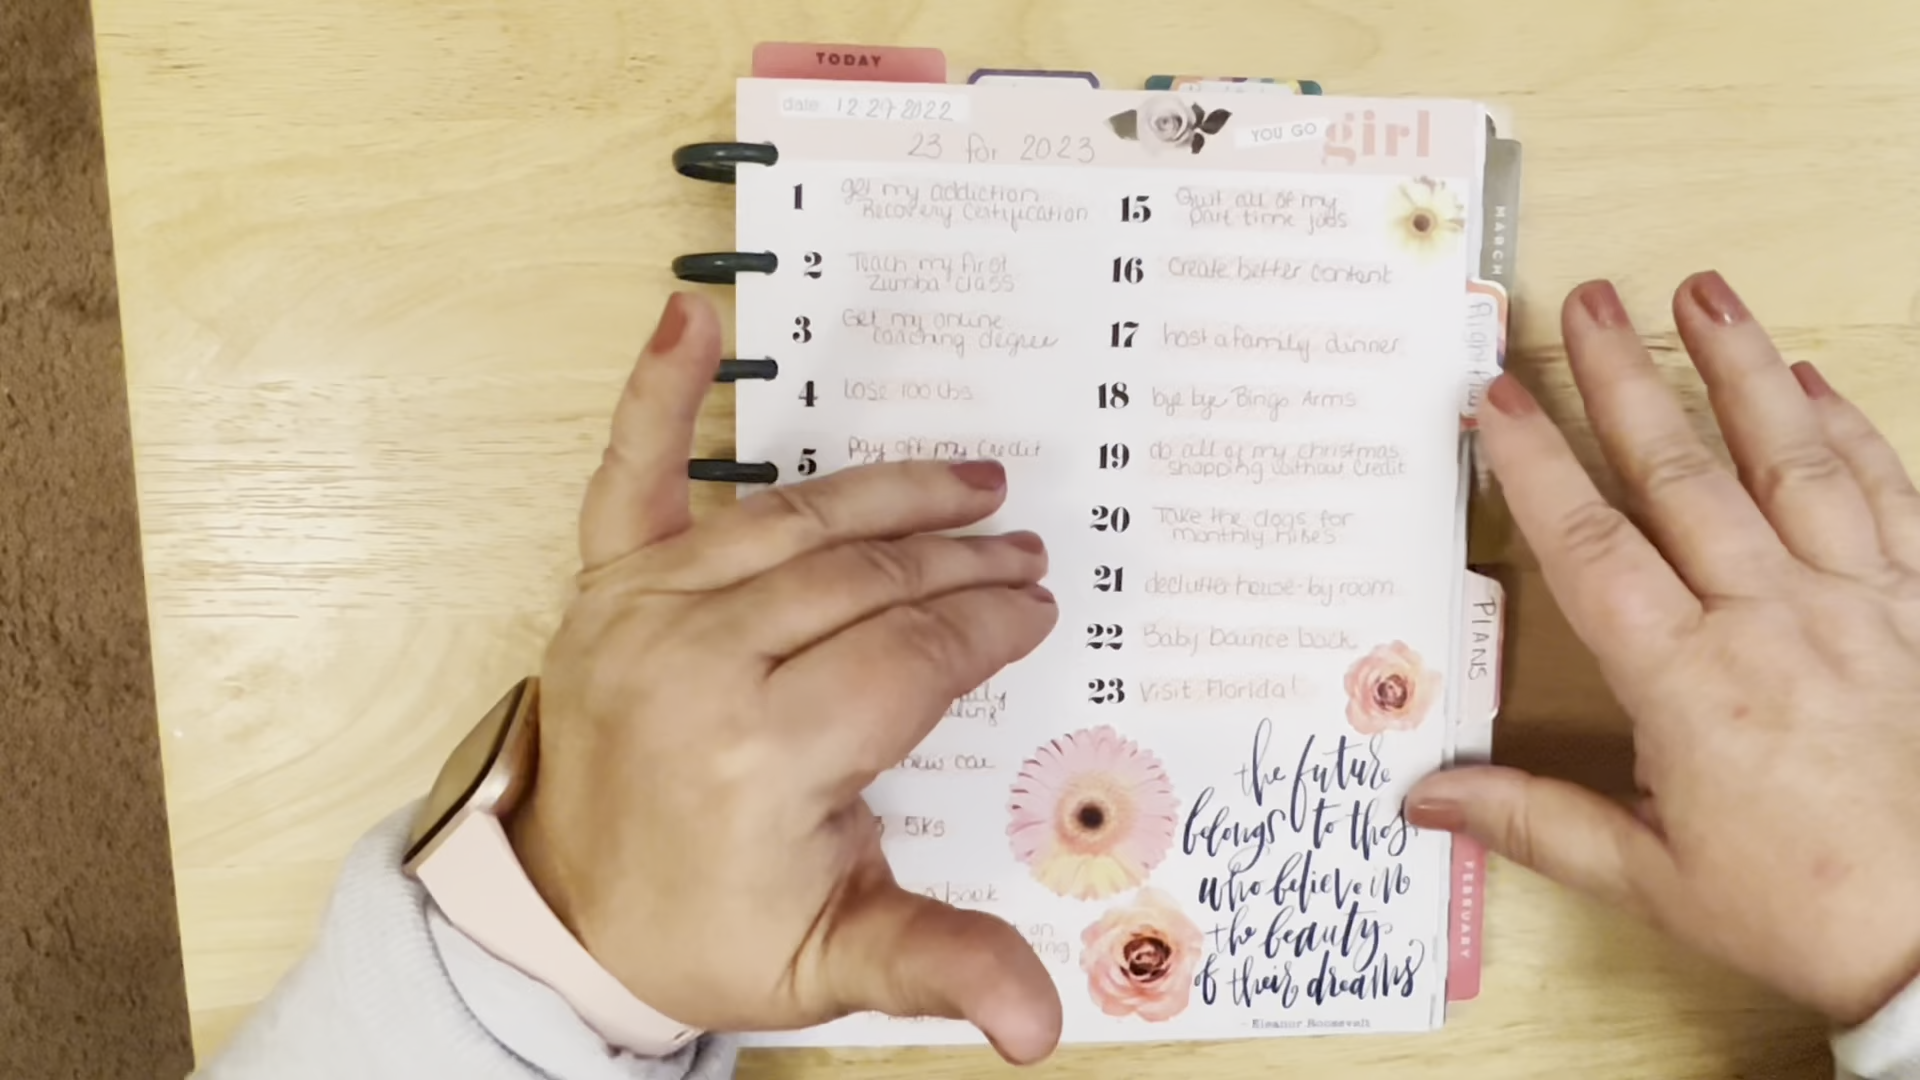 TODAY
date 12 27 2022
YOU GO girl
23 for 2023
1 get my addiction
Recovery Certification
2 Teach my first
Zumba class
3 Get my online
coaching degree
4 Lose 100 lbs
5 pay off my Credit
new car
5ks
book
on
15 Quit all of my
part time jobs
16 Create better content
17 host a family dinner
18 bye bye Bingo Arms
19 do all of my christmas
shopping without Credit
20 Take the dogs for
monthly hikes
21 declutter house-by room
22 Baby bounce back
23 Visit Florida!
the future
belongs to those
who believe in
the beauty
of their dreams
- Eleanor Roosevelt
MARCH
PLANS
FEBRUARY